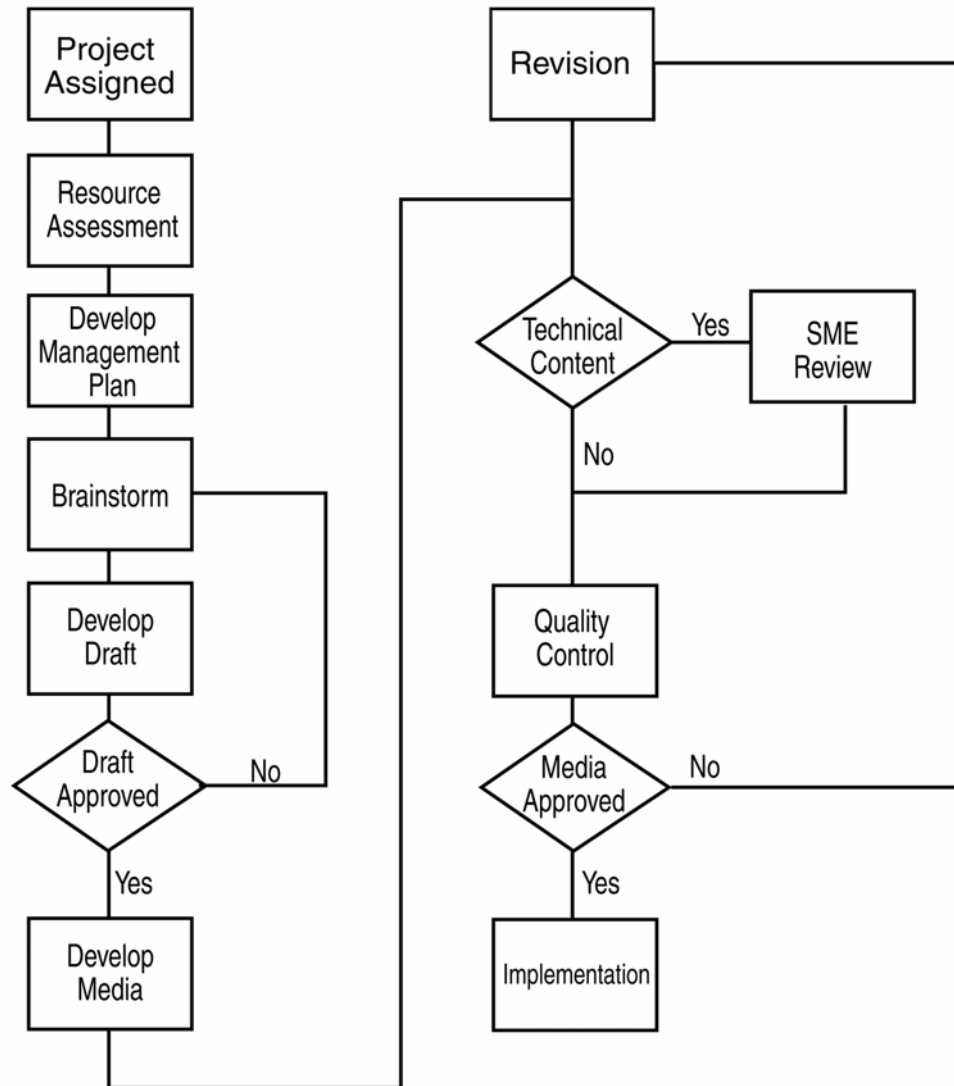 Project
Assigned
Resource
Assessment
Develop
Management
Plan
Brainstorm
Develop
Draft
Draft
Approved
No
Yes
Develop
Media
Revision
Technical
Content
Yes
SME
Review
No
Quality
Control
Media
Approved
No
Yes
Implementation